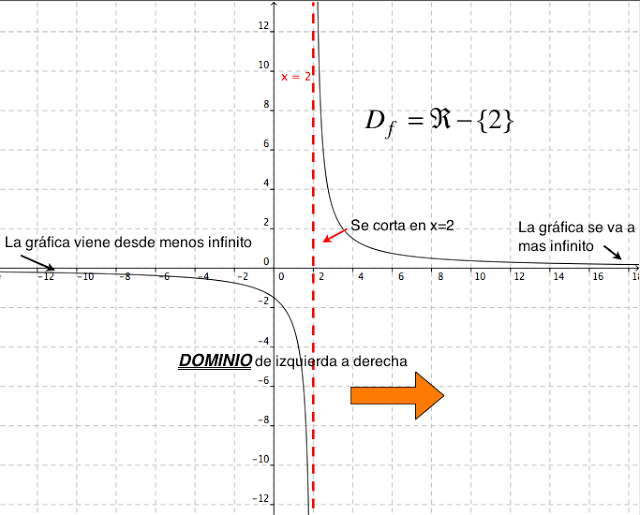 12
10
x = 2
8
D_f = ℜ − {2}
6
4
2
Se corta en x=2
La gráfica se va a
mas infinito
La gráfica viene desde menos infinito
0
-12 -10 -8 -6 -4 -2 0 2 4 6 8 10 12 14 16 18
-2
-4
DOMINIO de izquierda a derecha
-6
-8
-10
-12